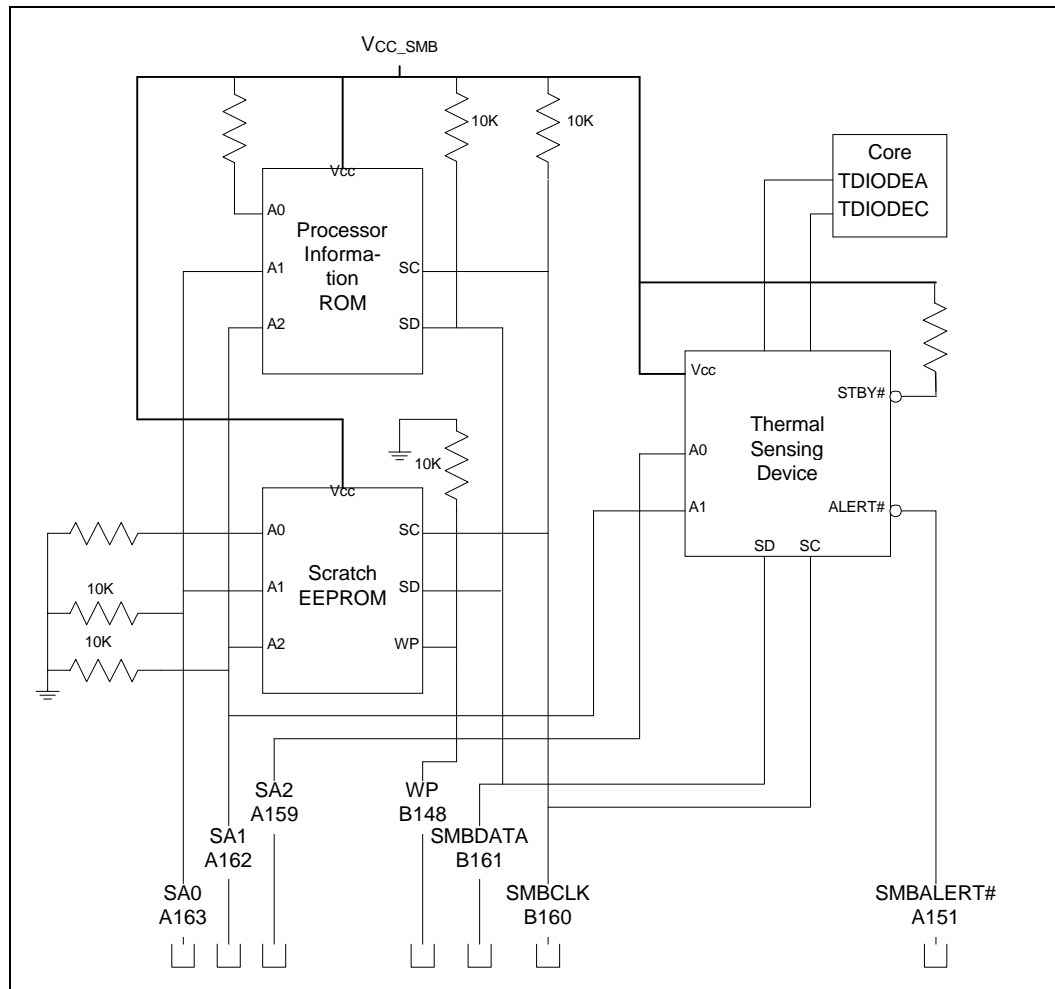 VCC_SMB
10K
10K
Core
TDIODEA
TDIODEC
Vcc
A0
Processor
Informa-
tion
ROM
A1
SC
A2
SD
Vcc
STBY#
Thermal
Sensing
Device
A0
A1
ALERT#
SD
SC
10K
Vcc
A0
SC
Scratch
EEPROM
A1
SD
A2
WP
10K
10K
SA2
A159
WP
B148
SA1
A162
SMBDATA
B161
SA0
A163
SMBCLK
B160
SMBALERT#
A151